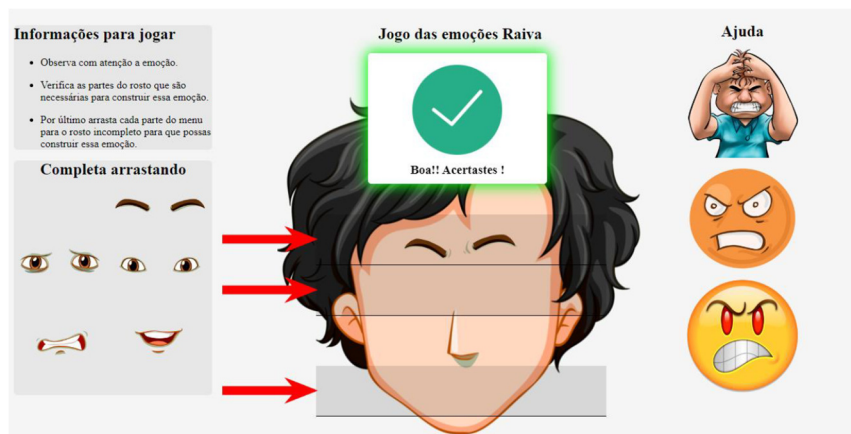 Informações para jogar
Observa com atenção a emoção.
Verifica as partes do rosto que são
necessárias para construir essa emoção.
Por último arrasta cada parte do menu
para o rosto incompleto para que possas
construir essa emoção.
Completa arrastando
Jogo das emoções Raiva
Boa!! Acertastes !
Ajuda